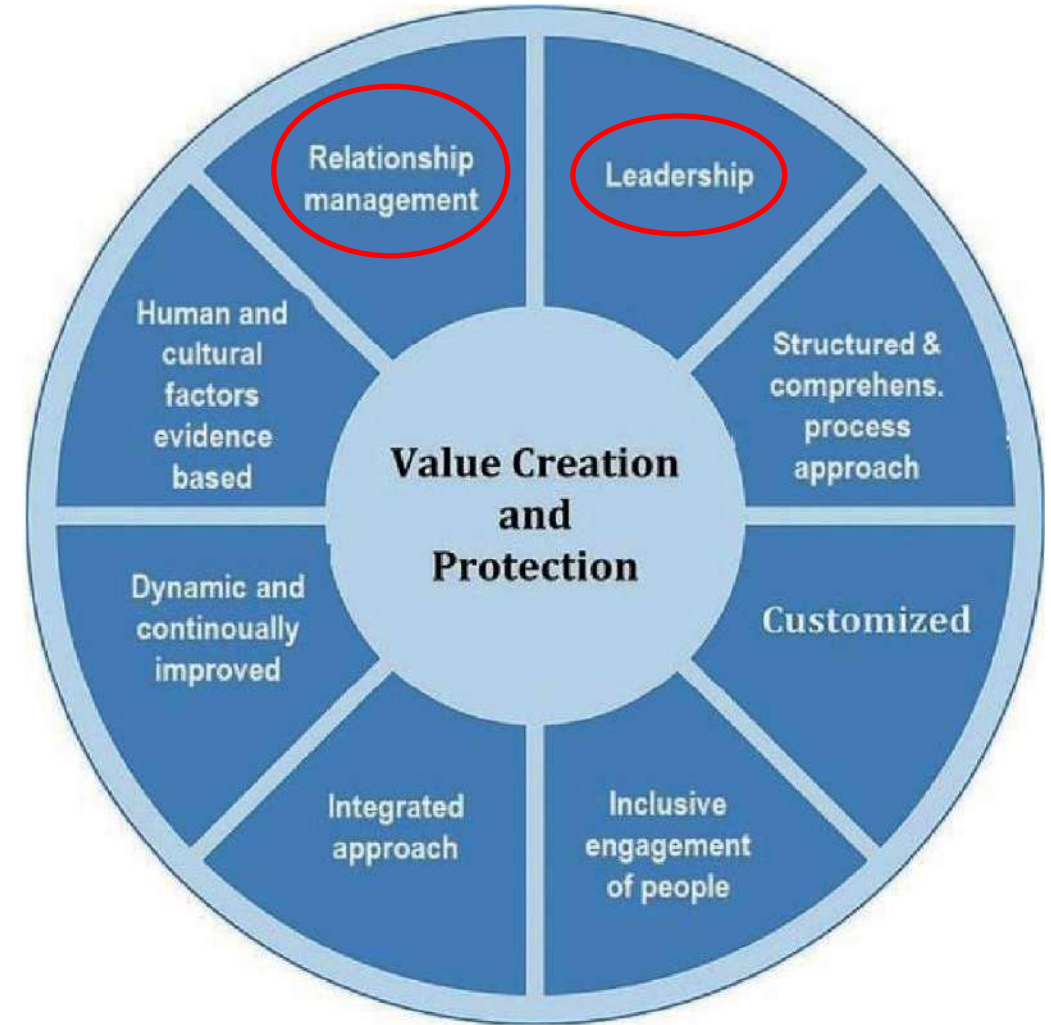 Relationship
management
Leadership
Human and
cultural
factors
evidence
based
Structured &
comprehens.
process
approach
Value Creation
and
Protection
Dynamic and
continoually
improved
Customized
Integrated
approach
Inclusive
engagement
of people